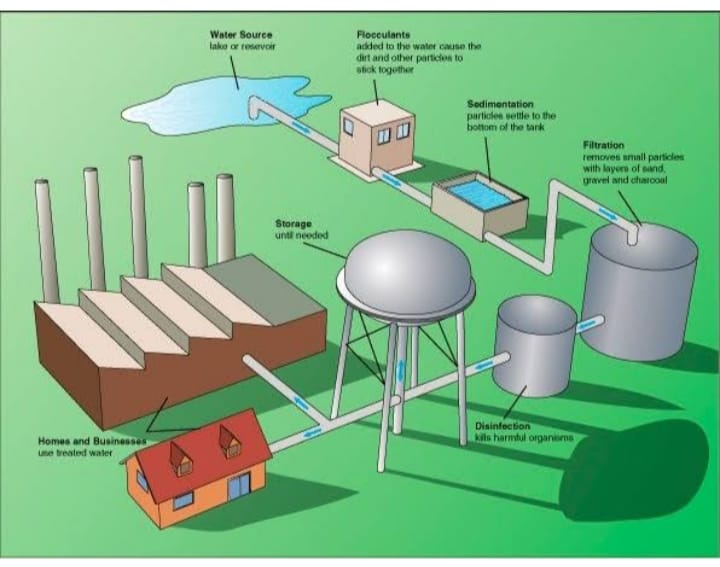 Water Source
lake or resevoir
Flocculants
added to the water cause the
dirt and other particles to
stick together
Sedimentation
particles settle to the
bottom of the tank
Filtration
removes small particles
with layers of sand,
gravel and charcoal
Storage
until needed
Disinfection
kills harmful organisms
Homes and Businesses
use treated water